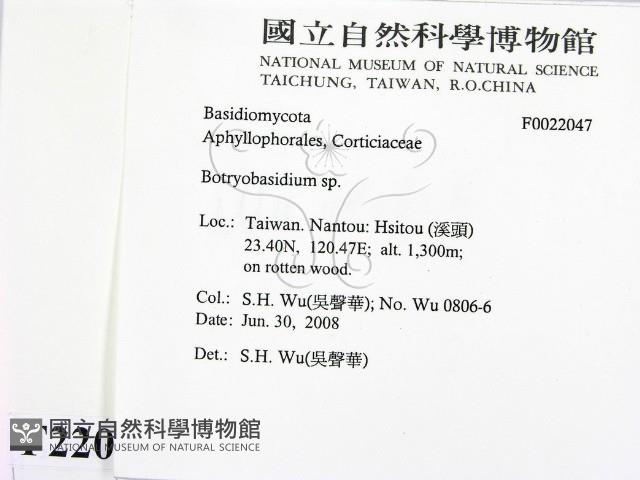 國立自然科學博物館
NATIONAL MUSEUM OF NATURAL SCIENCE
TAICHUNG, TAIWAN, R.O.CHINA
Basidiomycota F0022047
Aphyllophorales, Corticiaceae
Botryobasidium sp.
Loc.: Taiwan. Nantou: Hsitou (溪頭)
23.40N, 120.47E; alt. 1,300m;
on rotten wood.
Col.: S.H. Wu(吳聲華); No. Wu 0806-6
Date: Jun. 30, 2008
Det.: S.H. Wu(吳聲華)
國立自然科學博物館
NATIONAL MUSEUM OF NATURAL SCIENCE